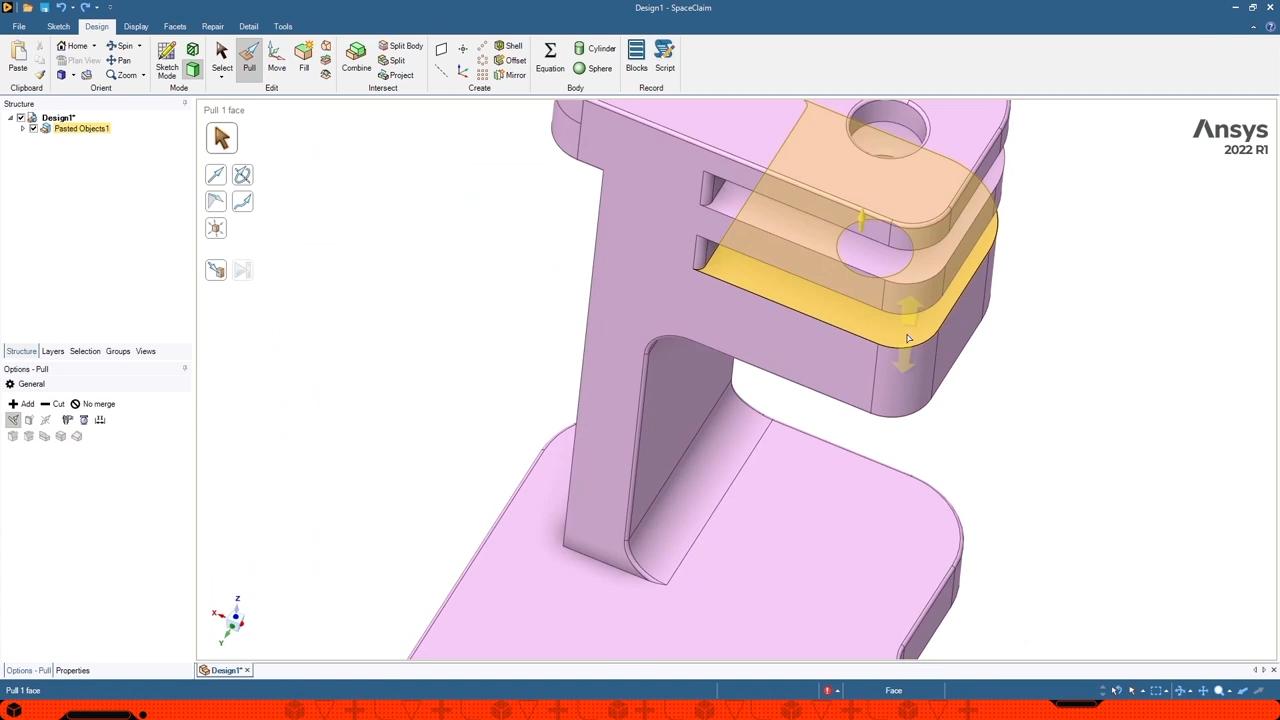 Design1 - SpaceClaim
File Sketch Design Display Facets Repair Detail Tools
Home Spin Split Body Shell Cylinder
Plan View Pan Split Offset Sphere
Zoom Project Mirror
Paste Sketch Mode Select Pull Move Fill Combine Equation Blocks Script
Clipboard Orient Mode Edit Intersect Create Body Record
Structure
Design1*
Pasted Objects1
Pull 1 face
Ansys
2022 R1
Structure Layers Selection Groups Views
Options - Pull
General
Add Cut No merge
Z
X
Y
Options - Pull Properties
Design1*
Pull 1 face
Face